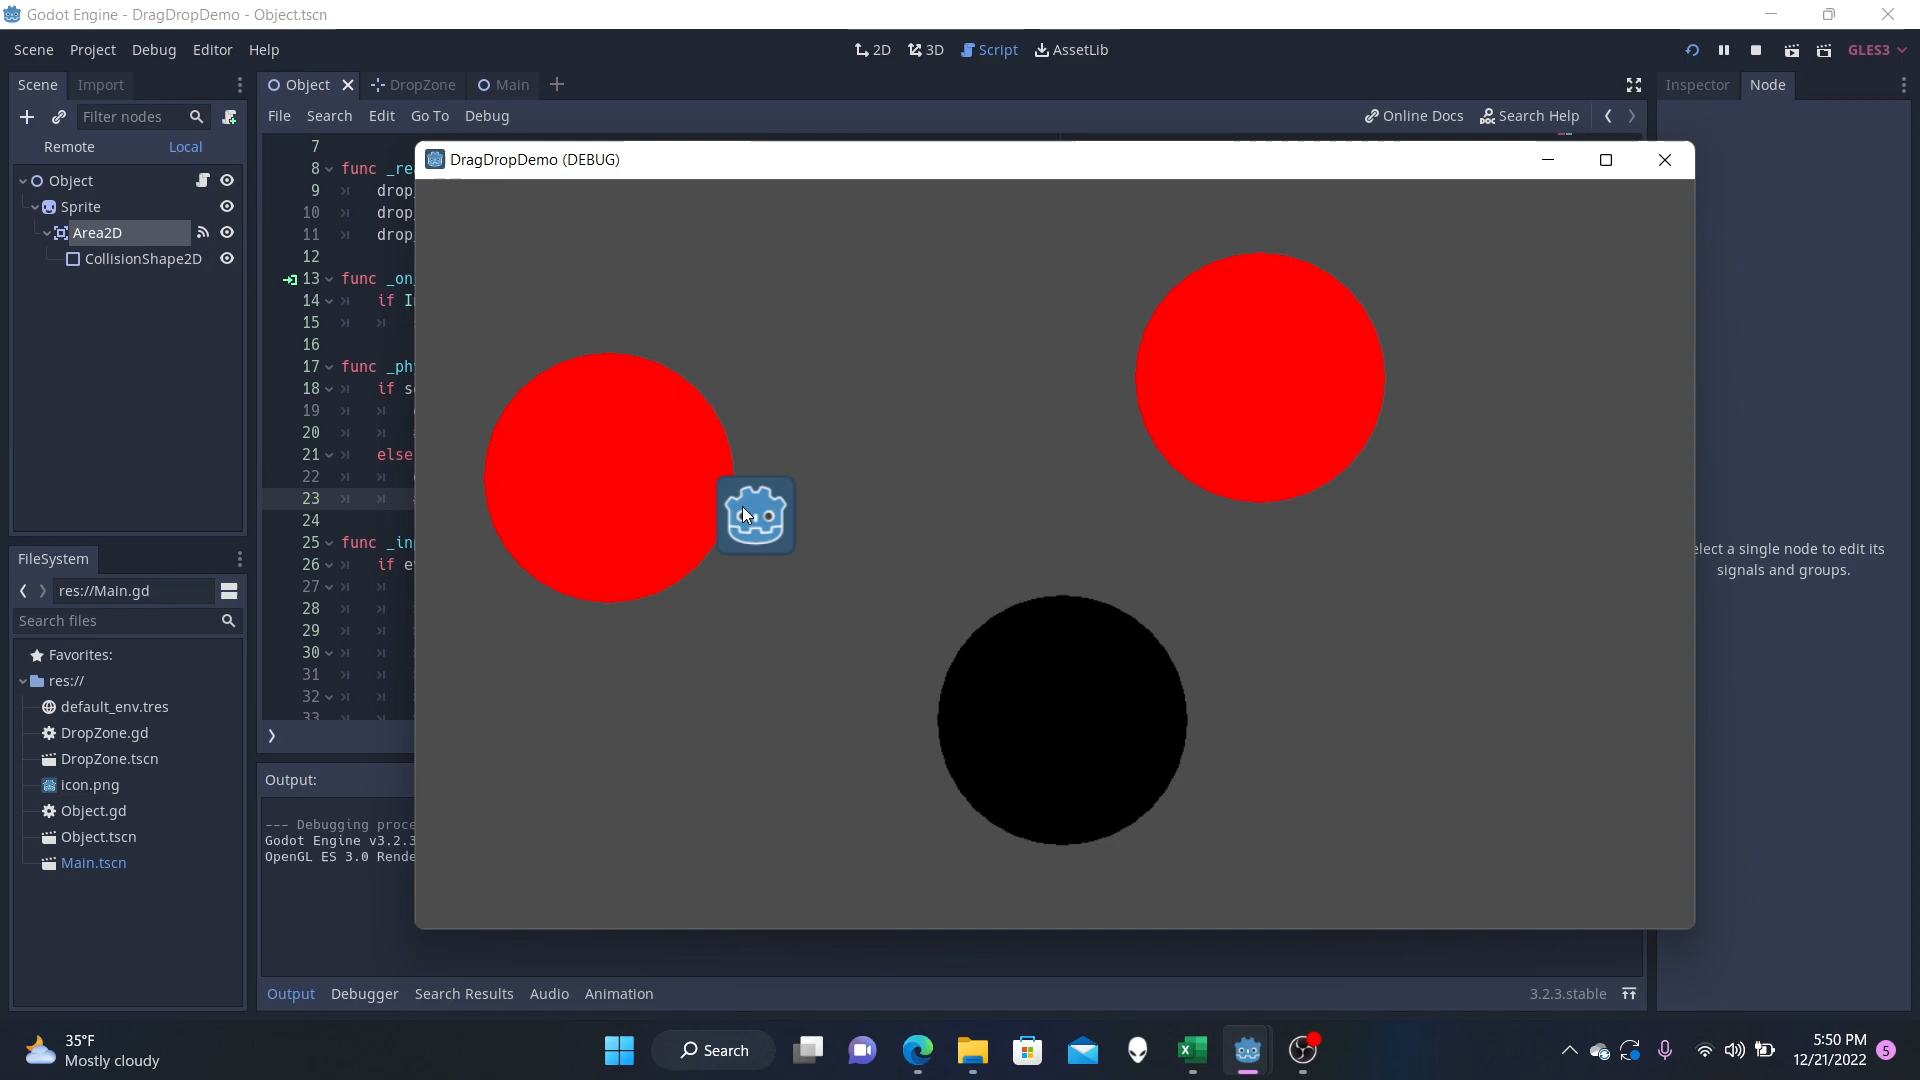 Godot Engine - DragDropDemo - Object.tscn
Scene Project Debug Editor Help
2D 3D Script AssetLib
GLES3
Scene Import
Object DropZone Main
Inspector Node
Filter nodes
File Search Edit Go To Debug
Online Docs Search Help
Remote Local
Object
Sprite
Area2D
CollisionShape2D
7
8 func _re
9 drop
10 drop
11 drop
12
13 func _on
14 if I
15
16
17 func _ph
18 if s
19
20
21 else
22
23
24
25 func _in
26 if e
27
28
29
30
31
32
33
DragDropDemo (DEBUG)
elect a single node to edit its
signals and groups.
FileSystem
res://Main.gd
Search files
Favorites:
res://
default_env.tres
DropZone.gd
DropZone.tscn
icon.png
Object.gd
Object.tscn
Main.tscn
Output:
--- Debugging proce
Godot Engine v3.2.3
OpenGL ES 3.0 Rende
Output Debugger Search Results Audio Animation
3.2.3.stable
35°F
Mostly cloudy
Search
5:50 PM
12/21/2022
5